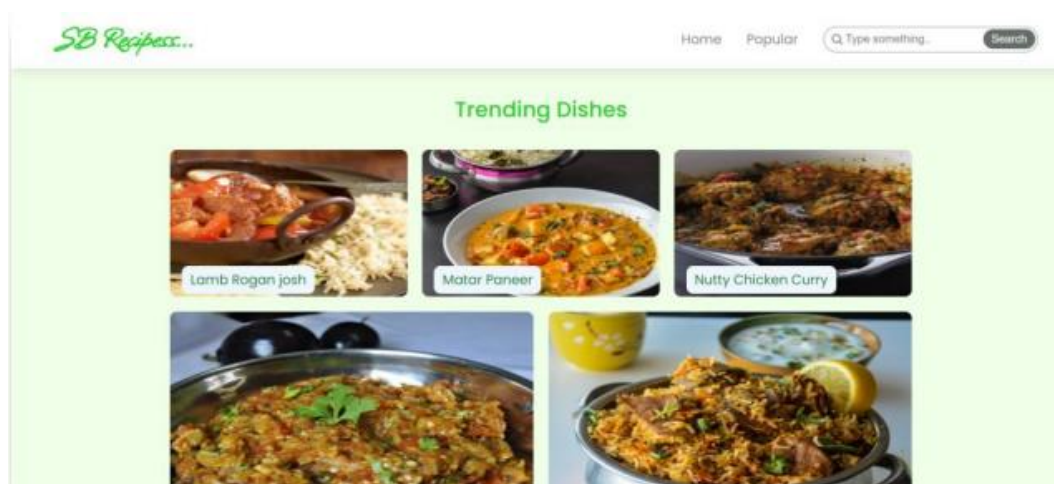 SB Recipess...
Home Popular Type something.. Search
Trending Dishes
Lamb Rogan josh
Matar Paneer
Nutty Chicken Curry